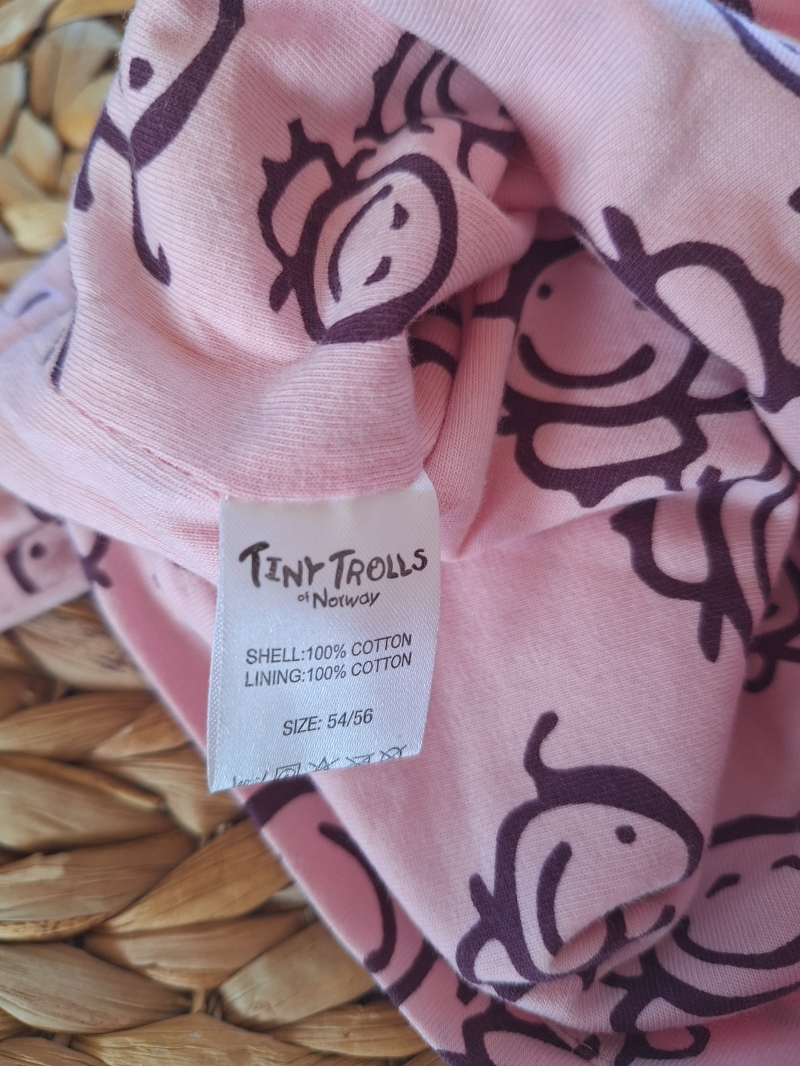 TINY TROLLS
of Norway
SHELL:100% COTTON
LINING:100% COTTON
SIZE: 54/56